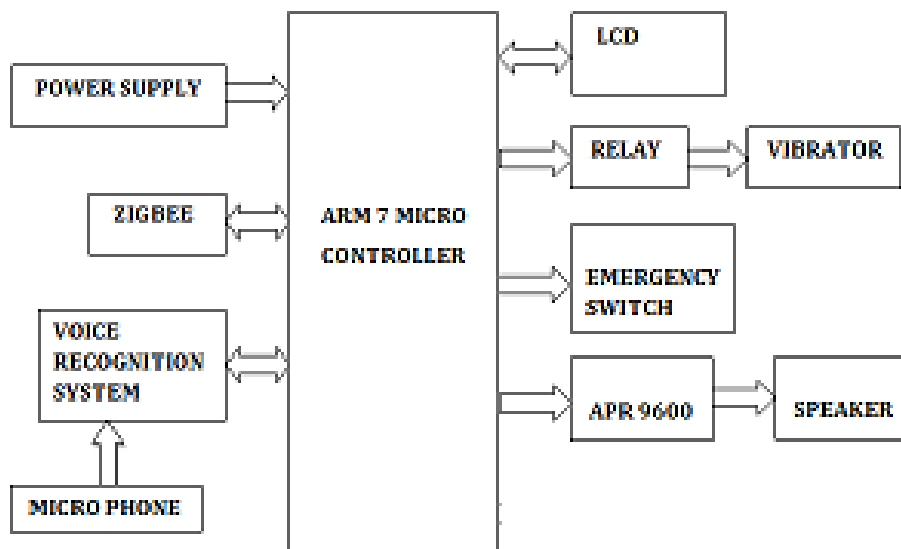 LCD
POWER SUPPLY
RELAY
VIBRATOR
ZIGBEE
ARM 7 MICRO
CONTROLLER
EMERGENCY
SWITCH
VOICE
RECOGNITION
SYSTEM
APR 9600
SPEAKER
MICRO PHONE